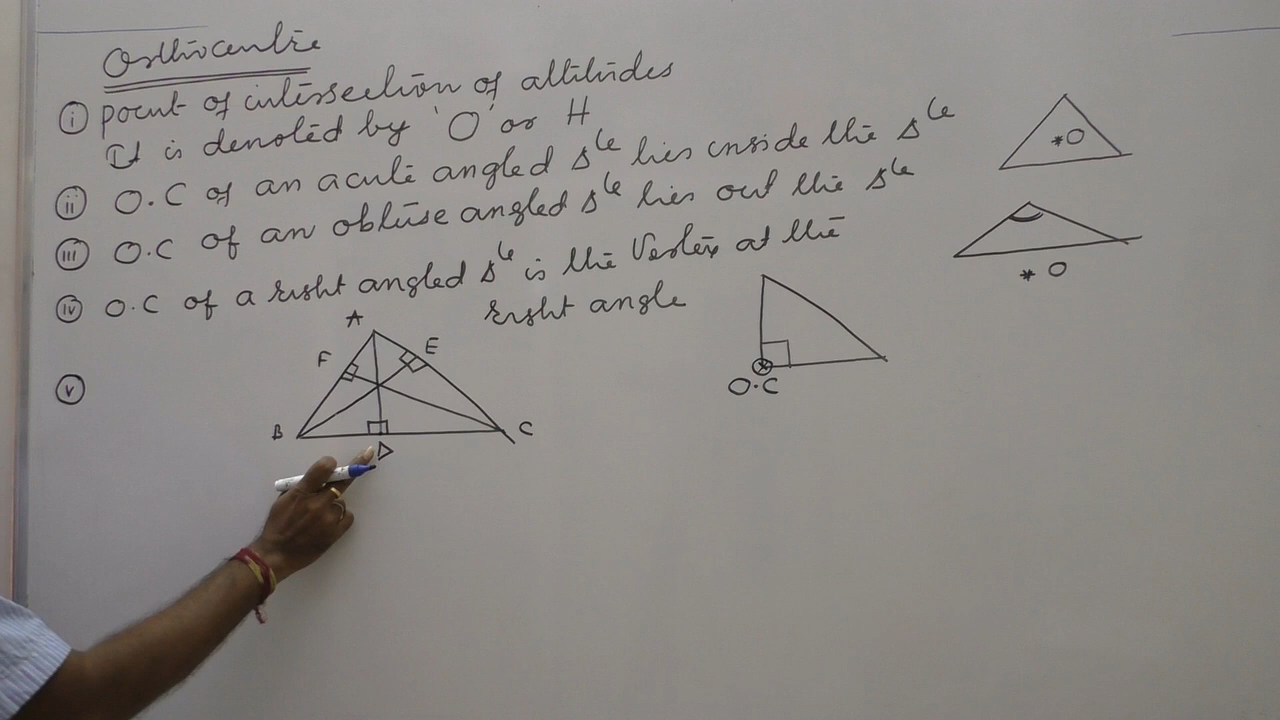 Orthocentre
(i) point of intersection of altitudes
It is denoted by 'O' or H
(ii) O.C of an acute angled Δle lies inside the Δle
(iii) O.C of an obtuse angled Δle lies out the Δle
(iv) O.C of a right angled Δle is the Vertex at the
right angle
(v)
A
F
E
B
C
D
*O
* O
O.C